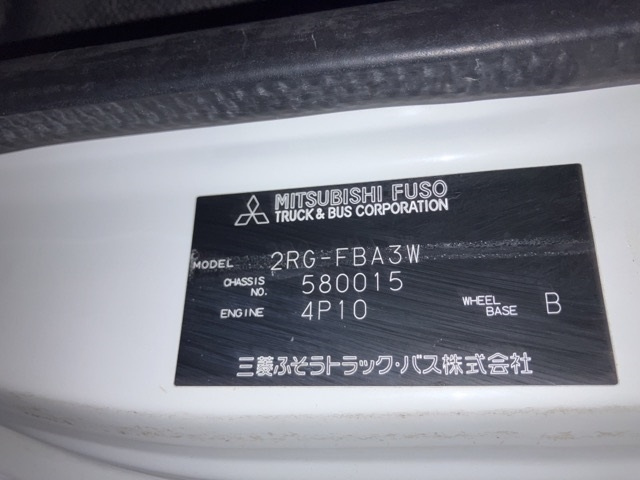 MITSUBISHI FUSO
TRUCK & BUS CORPORATION
MODEL 2RG-FBA3W
CHASSIS NO. 580015
ENGINE 4P10 WHEEL BASE B
三菱ふそうトラック・バス株式会社